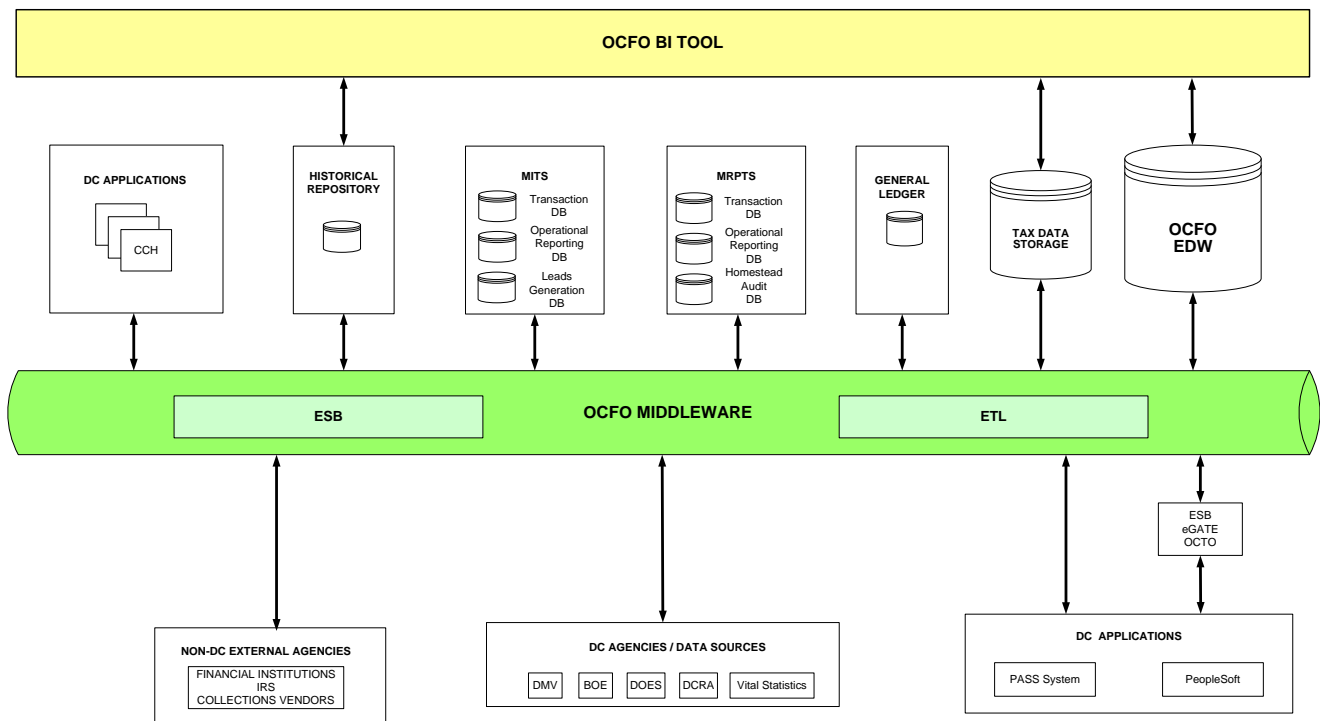 OCFO BI TOOL
DC APPLICATIONS
CCH
HISTORICAL
REPOSITORY
MITS
Transaction
DB
Operational
Reporting
DB
Leads
Generation
DB
MRPTS
Transaction
DB
Operational
Reporting
DB
Homestead
Audit
DB
GENERAL
LEDGER
TAX DATA
STORAGE
OCFO
EDW
OCFO MIDDLEWARE
ESB
ETL
ESB
eGATE
OCTO
NON-DC EXTERNAL AGENCIES
FINANCIAL INSTITUTIONS
IRS
COLLECTIONS VENDORS
DC AGENCIES / DATA SOURCES
DMV
BOE
DOES
DCRA
Vital Statistics
DC APPLICATIONS
PASS System
PeopleSoft